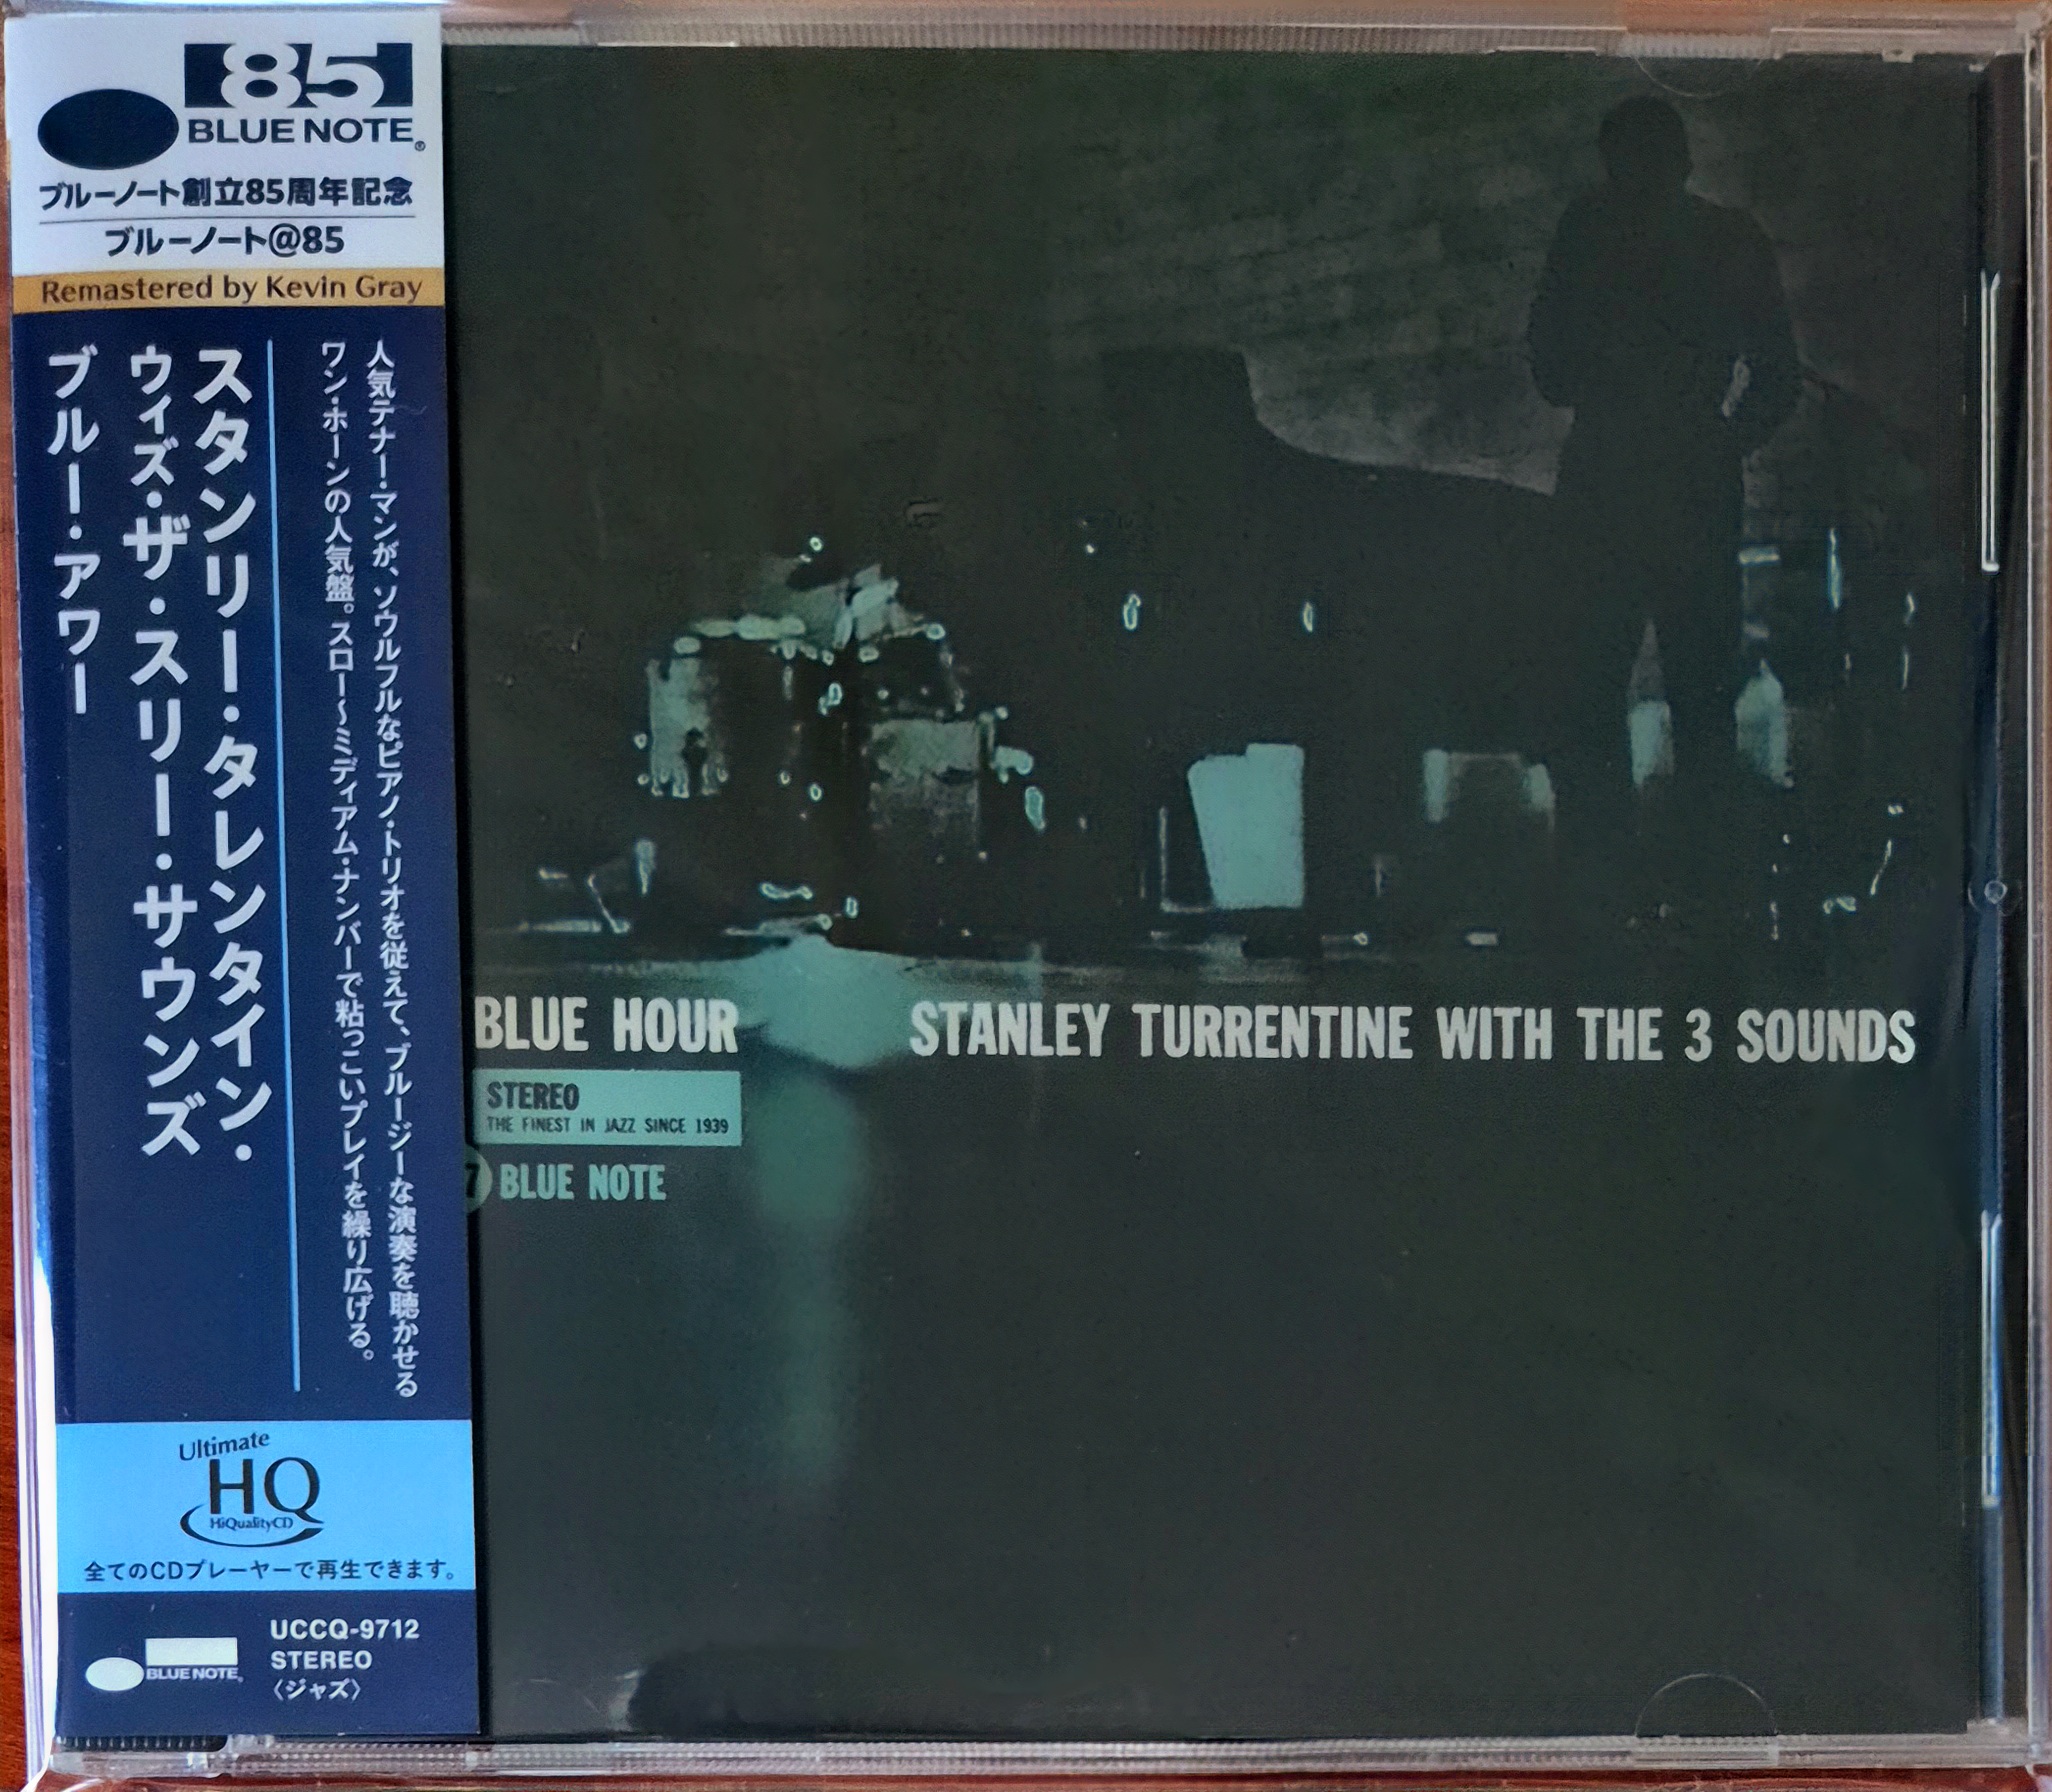 85
BLUE NOTE®
ブルーノート創立85周年記念
ブルーノート@85
Remastered by Kevin Gray
人気テナー・マンが、ソウルフルなピアノ・トリオを従えて、ブルージーな演奏を聴かせる
ワン・ホーンの人気盤。スロー〜ミディアム・ナンバーで粘っこいプレイを繰り広げる。
スタンリー・タレンタイン・
ウィズ・ザ・スリー・サウンズ
ブルー・アワー
Ultimate
HQ
HiQualityCD
全てのCDプレーヤーで再生できます。
BLUE NOTE®
UCCQ-9712
STEREO
〈ジャズ〉
BLUE HOUR STANLEY TURRENTINE WITH THE 3 SOUNDS
STEREO
THE FINEST IN JAZZ SINCE 1939
7 BLUE NOTE